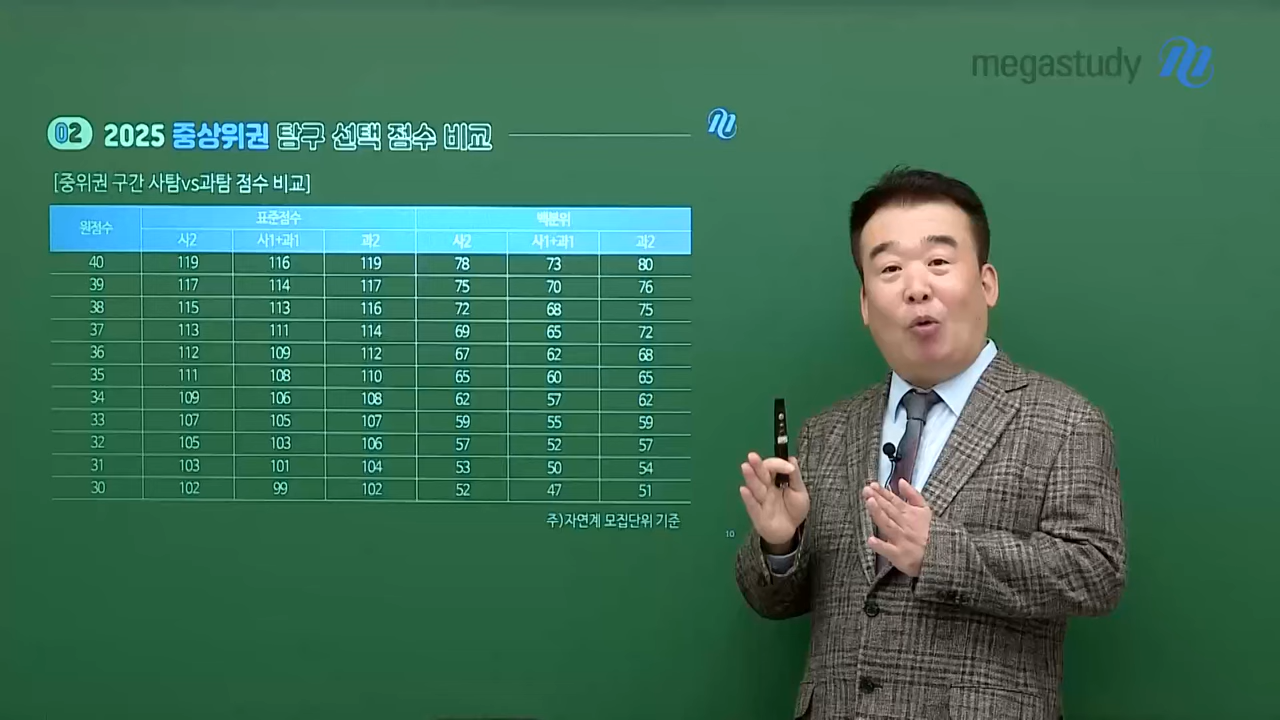 megastudy
02 2025 중상위권 탐구 선택 점수 비교
[중위권 구간 사탐vs과탐 점수 비교]
원점수 표준점수 백분위
사2 사1+과1 과2 사2 사1+과1 과2
40 119 116 119 78 73 80
39 117 114 117 75 70 76
38 115 113 116 72 68 75
37 113 111 114 69 65 72
36 112 109 112 67 62 68
35 111 108 110 65 60 65
34 109 106 108 62 57 62
33 107 105 107 59 55 59
32 105 103 106 57 52 57
31 103 101 104 53 50 54
30 102 99 102 52 47 51
주)자연계 모집단위 기준
10